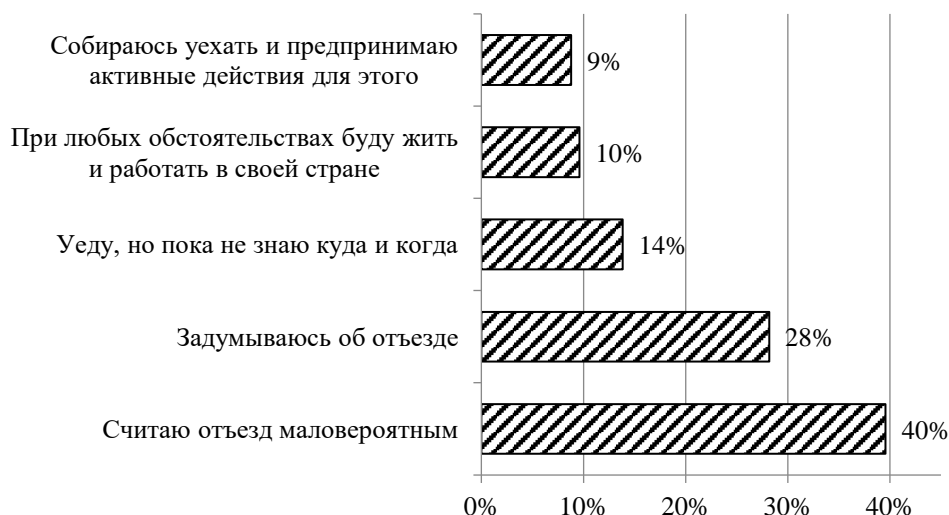 Собираюсь уехать и предпринимаю
активные действия для этого
9%
При любых обстоятельствах буду жить
и работать в своей стране
10%
Уеду, но пока не знаю куда и когда
14%
Задумываюсь об отъезде
28%
Считаю отъезд маловероятным
40%
0% 10% 20% 30% 40%